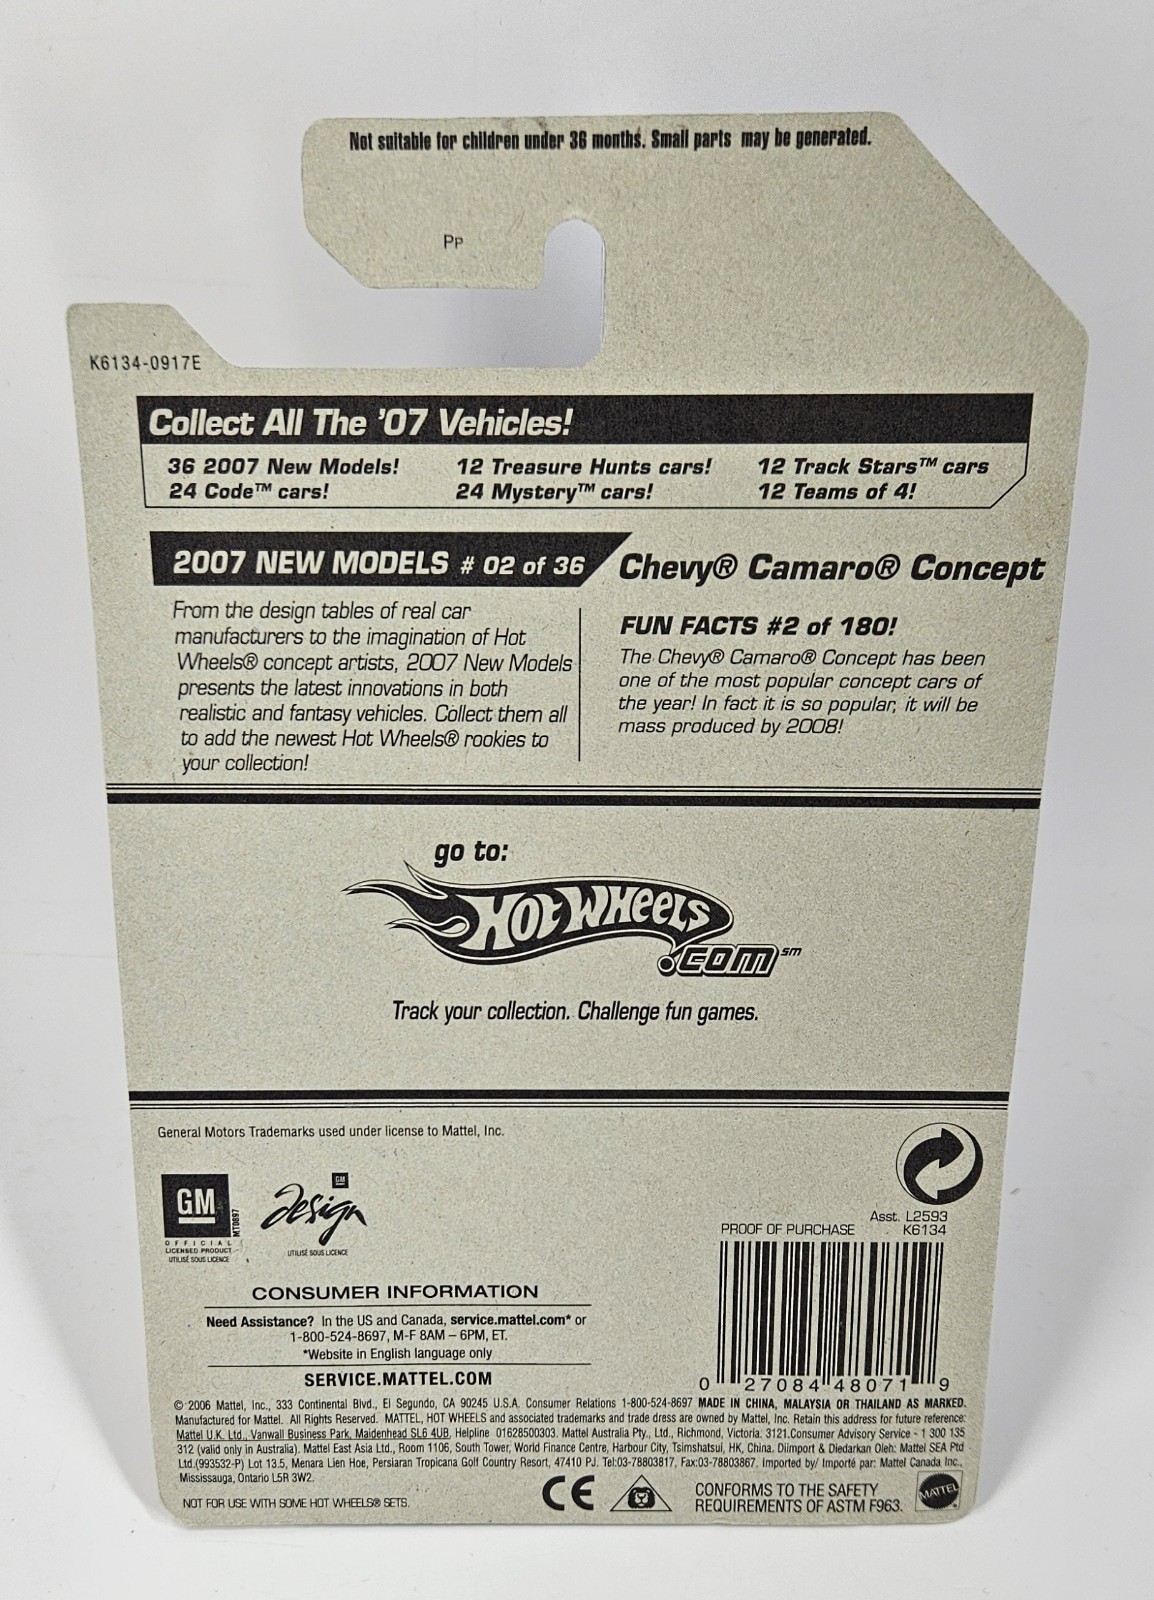 Not suitable for children under 36 months. Small parts may be generated.
PP
K6134-0917E
Collect All The '07 Vehicles!
36 2007 New Models! 12 Treasure Hunts cars! 12 Track Stars™ cars
24 Code™ cars! 24 Mystery™ cars! 12 Teams of 4!
2007 NEW MODELS # 02 of 36 Chevy® Camaro® Concept
From the design tables of real car
manufacturers to the imagination of Hot
Wheels® concept artists, 2007 New Models
presents the latest innovations in both
realistic and fantasy vehicles. Collect them all
to add the newest Hot Wheels® rookies to
your collection!
FUN FACTS #2 of 180!
The Chevy® Camaro® Concept has been
one of the most popular concept cars of
the year! In fact it is so popular, it will be
mass produced by 2008!
go to:
HOT WHEELS
.COM℠
Track your collection. Challenge fun games.
General Motors Trademarks used under license to Mattel, Inc.
GM
MT0897
OFFICIAL
LICENSED PRODUCT
UTILISÉ SOUS LICENCE
GM
design
UTILISÉ SOUS LICENCE
Asst. L2593
PROOF OF PURCHASE K6134
0 27084 48071 9
CONSUMER INFORMATION
Need Assistance? In the US and Canada, service.mattel.com* or
1-800-524-8697, M-F 8AM – 6PM, ET.
*Website in English language only
SERVICE.MATTEL.COM
© 2006 Mattel, Inc., 333 Continental Blvd., El Segundo, CA 90245 U.S.A. Consumer Relations 1-800-524-8697 MADE IN CHINA, MALAYSIA OR THAILAND AS MARKED.
Manufactured for Mattel. All Rights Reserved. MATTEL, HOT WHEELS and associated trademarks and trade dress are owned by Mattel, Inc. Retain this address for future reference:
Mattel U.K. Ltd., Vanwall Business Park, Maidenhead SL6 4UB, Helpline 01628500303. Mattel Australia Pty., Ltd., Richmond, Victoria. 3121.Consumer Advisory Service - 1 300 135
312 (valid only in Australia). Mattel East Asia Ltd., Room 1106, South Tower, World Finance Centre, Harbour City, Tsimshatsui, HK, China. Diimport & Diedarkan Oleh: Mattel SEA Ptd
Ltd.(993532-P) Lot 13.5, Menara Lien Hoe, Persiaran Tropicana Golf Country Resort, 47410 PJ. Tel:03-78803817, Fax:03-78803867. Imported by/ Importé par: Mattel Canada Inc.,
Mississauga, Ontario L5R 3W2.
NOT FOR USE WITH SOME HOT WHEELS® SETS.
CE
CONFORMS TO THE SAFETY
REQUIREMENTS OF ASTM F963.
MATTEL